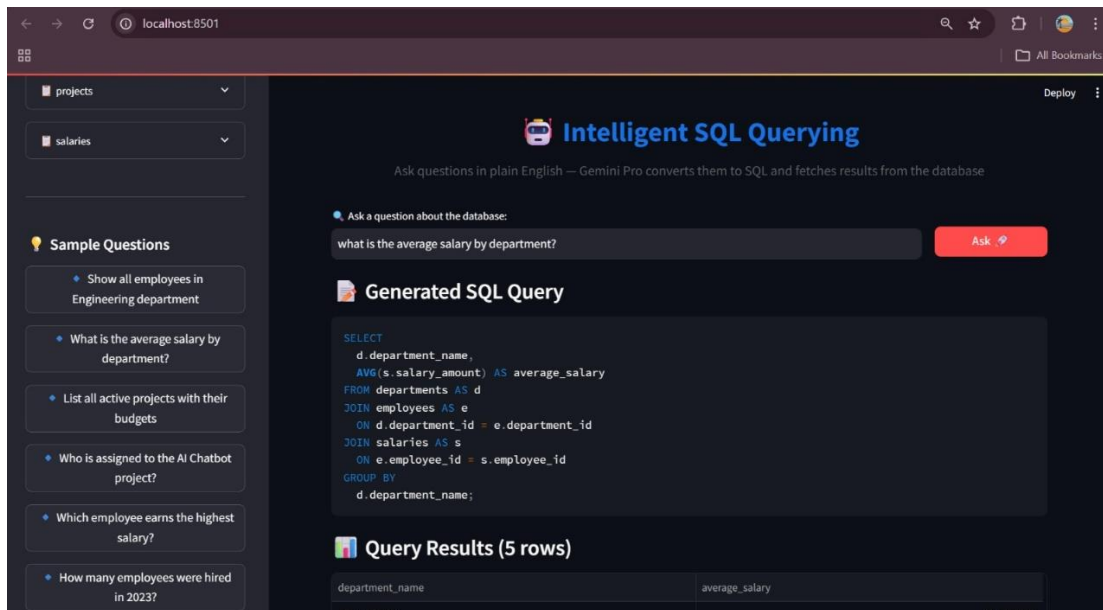 localhost:8501
All Bookmarks
projects
salaries
Sample Questions
Show all employees in
Engineering department
What is the average salary by
department?
List all active projects with their
budgets
Who is assigned to the AI Chatbot
project?
Which employee earns the highest
salary?
How many employees were hired
in 2023?
Deploy
Intelligent SQL Querying
Ask questions in plain English — Gemini Pro converts them to SQL and fetches results from the database
Ask a question about the database:
what is the average salary by department?
Ask
Generated SQL Query
SELECT
d.department_name,
AVG(s.salary_amount) AS average_salary
FROM departments AS d
JOIN employees AS e
ON d.department_id = e.department_id
JOIN salaries AS s
ON e.employee_id = s.employee_id
GROUP BY
d.department_name;
Query Results (5 rows)
department_name
average_salary